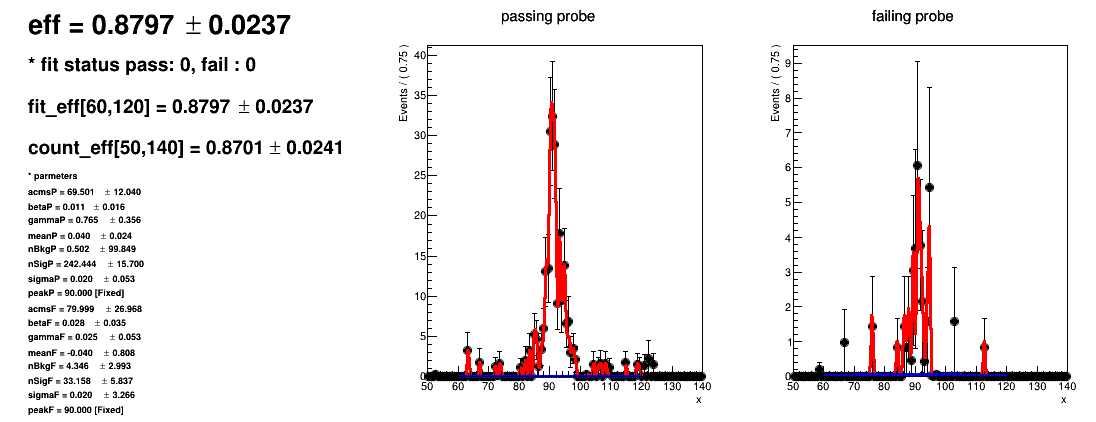 eff = 0.8797 ± 0.0237
* fit status pass: 0, fail : 0
fit_eff[60,120] = 0.8797 ± 0.0237
count_eff[50,140] = 0.8701 ± 0.0241
* parmeters
acmsP = 69.501 ± 12.040
betaP = 0.011 ± 0.016
gammaP = 0.765 ± 0.356
meanP = 0.040 ± 0.024
nBkgP = 0.502 ± 99.849
nSigP = 242.444 ± 15.700
sigmaP = 0.020 ± 0.053
peakP = 90.000 [Fixed]
acmsF = 79.999 ± 26.968
betaF = 0.028 ± 0.035
gammaF = 0.025 ± 0.053
meanF = -0.040 ± 0.808
nBkgF = 4.346 ± 2.993
nSigF = 33.158 ± 5.837
sigmaF = 0.020 ± 3.266
peakF = 90.000 [Fixed]
passing probe
Events / ( 0.75 )
40
35
30
25
20
15
10
5
0
50 60 70 80 90 100 110 120 130 140
x
failing probe
Events / ( 0.75 )
9
8
7
6
5
4
3
2
1
0
50 60 70 80 90 100 110 120 130 140
x